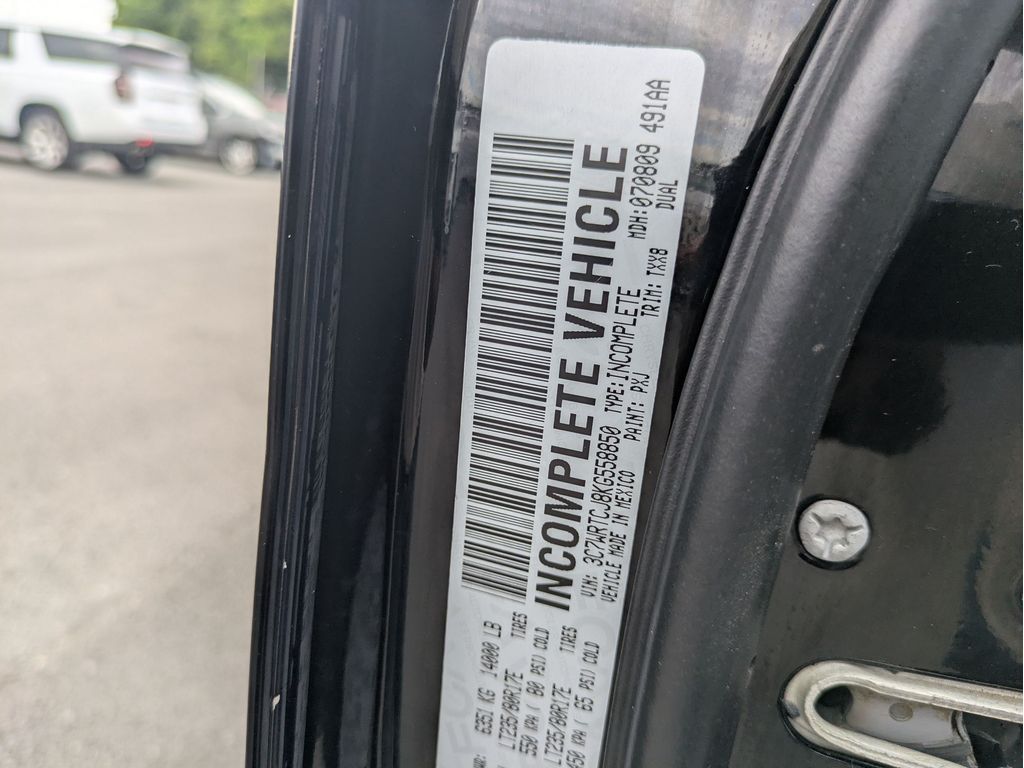 WR: 6351 KG 14000 LB
LT235/80R17E TIRES
550 KPA ( 80 PSI) COLD
LT235/80R17E TIRES
450 KPA ( 65 PSI) COLD
INCOMPLETE VEHICLE
VIN: 3C7WRTCJ8KG558850 TYPE:INCOMPLETE MDH:070809 491AA
VEHICLE MADE IN MEXICO PAINT: PXJ TRIM: TXX8 DUAL